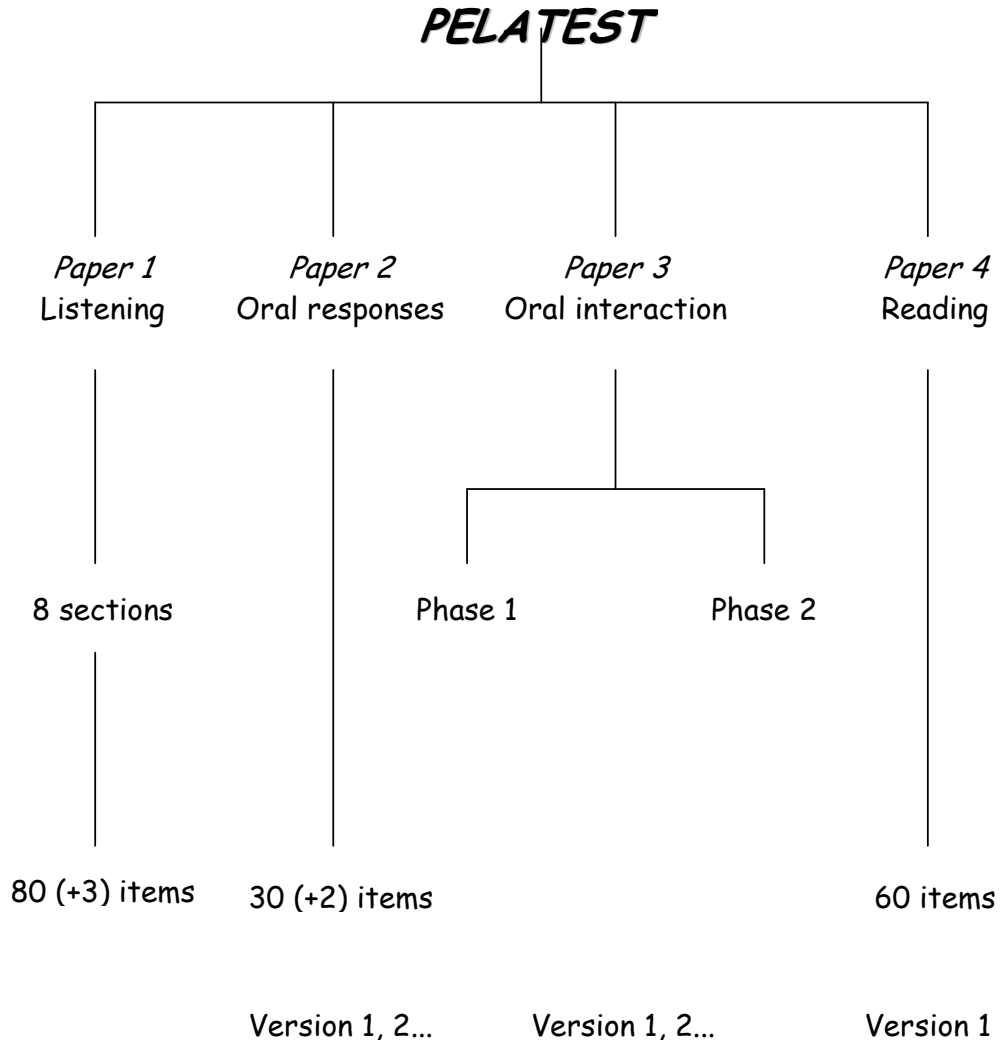 PELATEST
Paper 1 Paper 2 Paper 3 Paper 4
Listening Oral responses Oral interaction Reading
8 sections Phase 1 Phase 2
80 (+3) items 30 (+2) items 60 items
Version 1, 2... Version 1, 2... Version 1